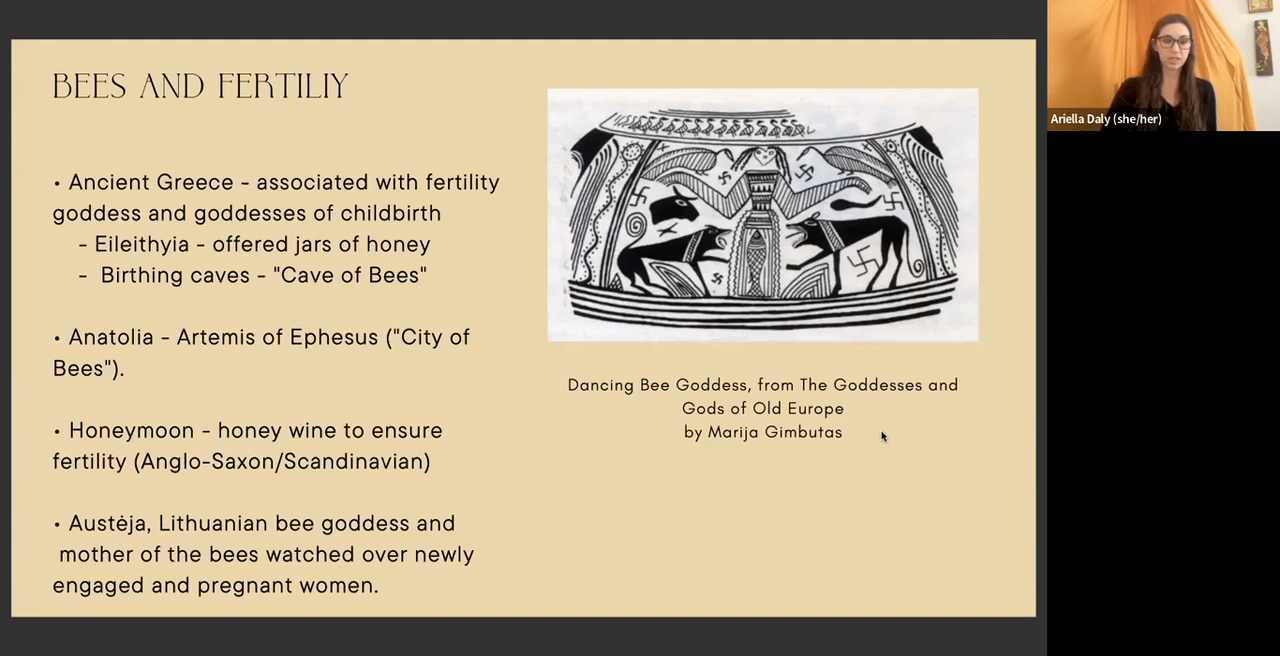 BEES AND FERTILIY
• Ancient Greece - associated with fertility
goddess and goddesses of childbirth
- Eileithyia - offered jars of honey
- Birthing caves - "Cave of Bees"
• Anatolia - Artemis of Ephesus ("City of
Bees").
• Honeymoon - honey wine to ensure
fertility (Anglo-Saxon/Scandinavian)
• Austėja, Lithuanian bee goddess and
mother of the bees watched over newly
engaged and pregnant women.
Dancing Bee Goddess, from The Goddesses and
Gods of Old Europe
by Marija Gimbutas
Ariella Daly (she/her)